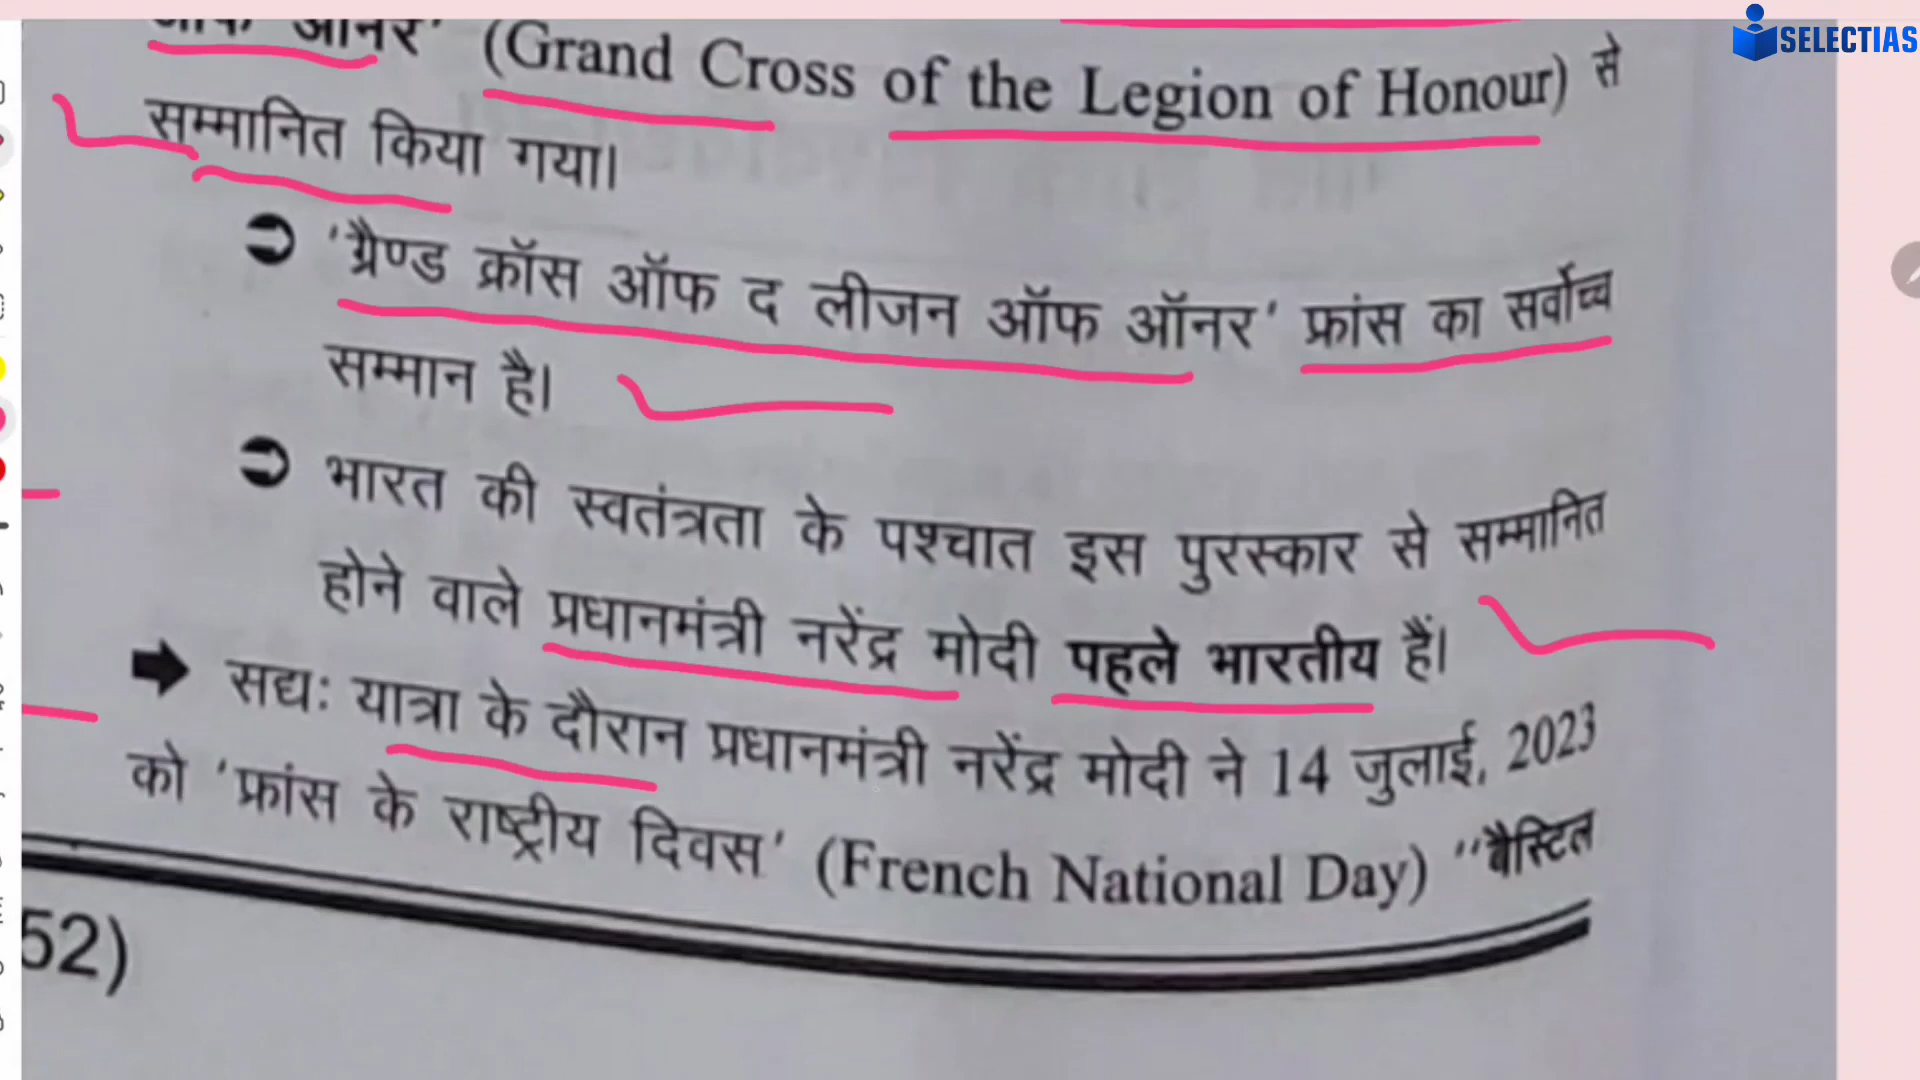 SELECTIAS
ऑफ ऑनर' (Grand Cross of the Legion of Honour) से
सम्मानित किया गया।
'ग्रैण्ड क्रॉस ऑफ द लीजन ऑफ ऑनर' फ्रांस का सर्वोच्च
सम्मान है।
भारत की स्वतंत्रता के पश्चात इस पुरस्कार से सम्मानित
होने वाले प्रधानमंत्री नरेंद्र मोदी पहले भारतीय हैं।
सद्यः यात्रा के दौरान प्रधानमंत्री नरेंद्र मोदी ने 14 जुलाई, 2023
को 'फ्रांस के राष्ट्रीय दिवस' (French National Day) "बैस्टिल
52)